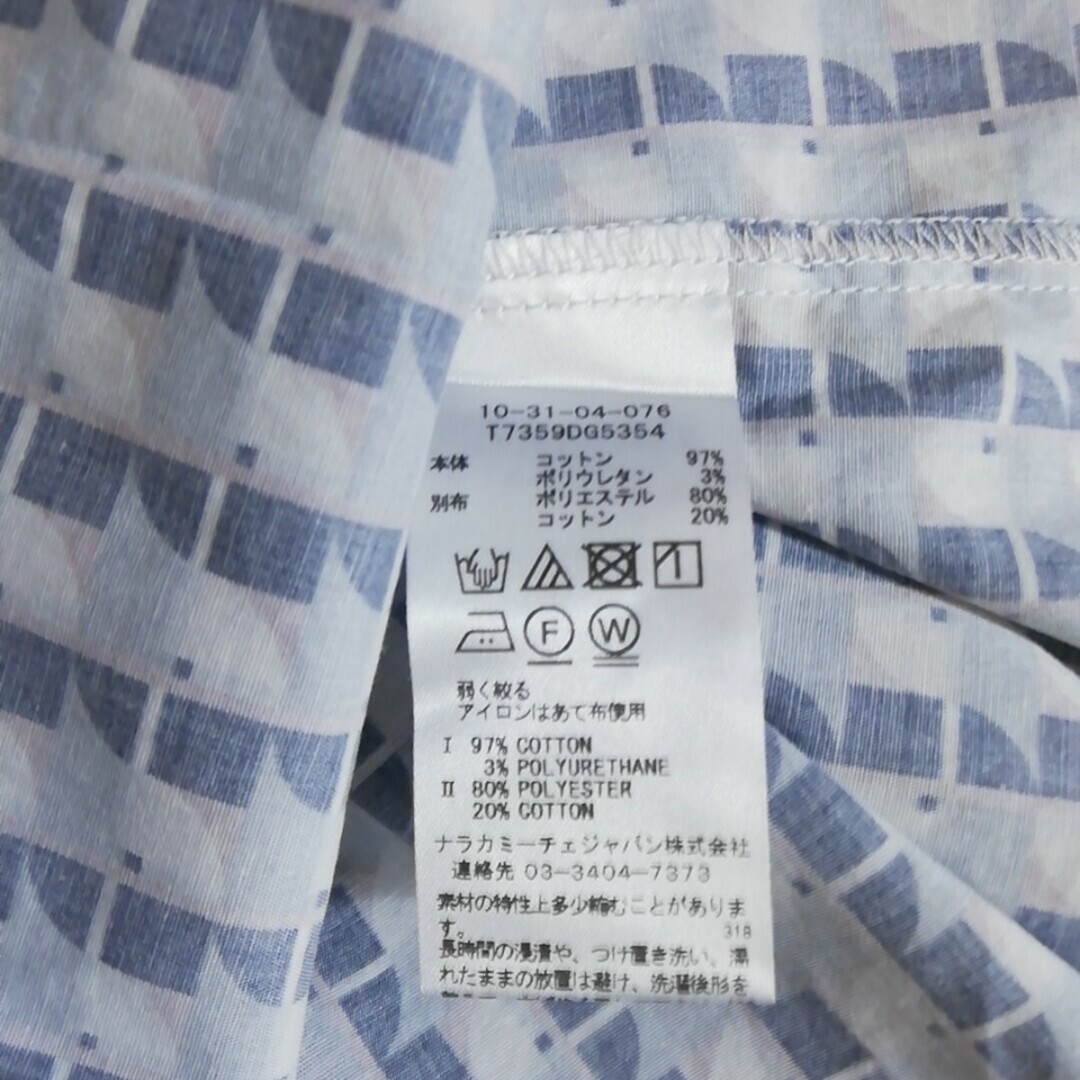 10-31-04-076
T7359DG5354
本体 コットン 97%
ポリウレタン 3%
別布 ポリエステル 80%
コットン 20%
F W
弱く絞る
アイロンはあて布使用
I 97% COTTON
3% POLYURETHANE
II 80% POLYESTER
20% COTTON
ナラカミーチェジャパン株式会社
連絡先 03-3404-7373
素材の特性上多少縮むことがありま
す。 318
長時間の浸漬や、つけ置き洗い、濡
れたままの放置は避け、洗濯後形を